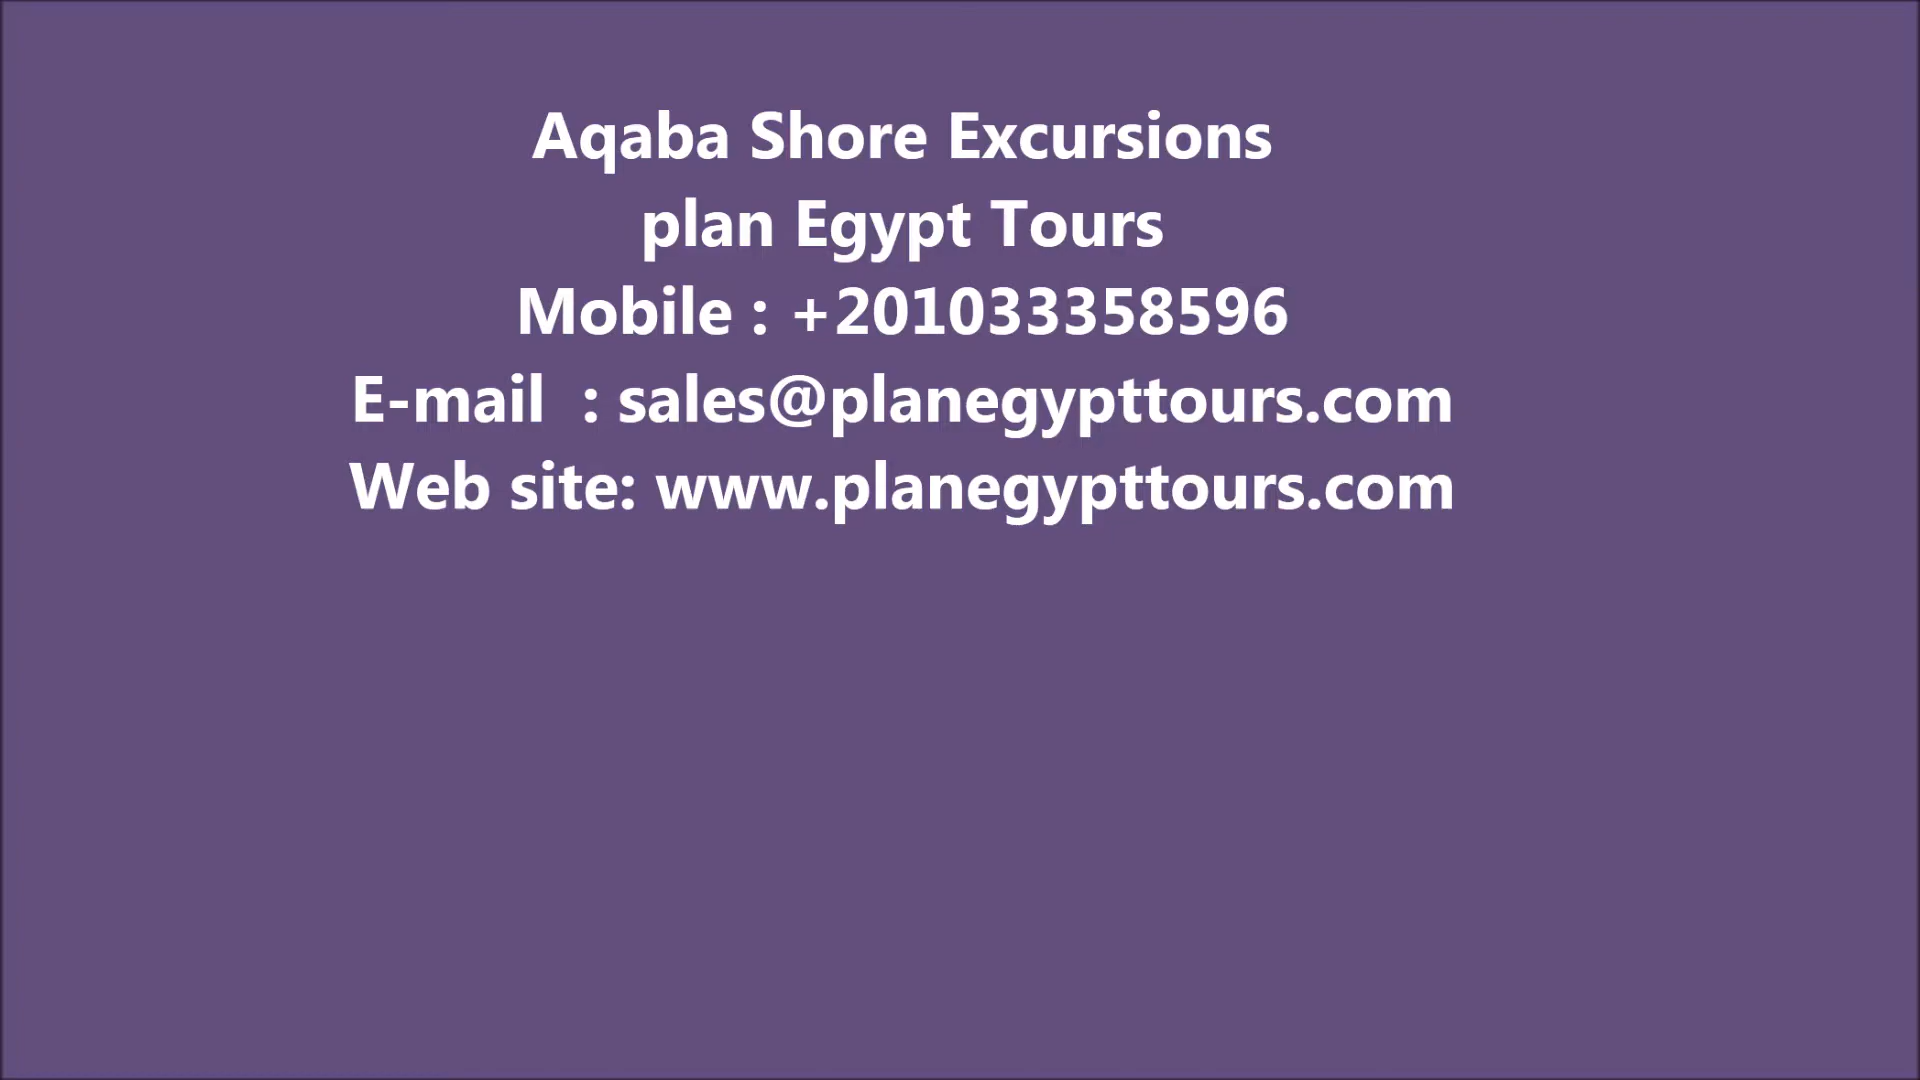 Aqaba Shore Excursions
plan Egypt Tours
Mobile : +201033358596
E-mail  : sales@planegypttours.com
Web site: www.planegypttours.com